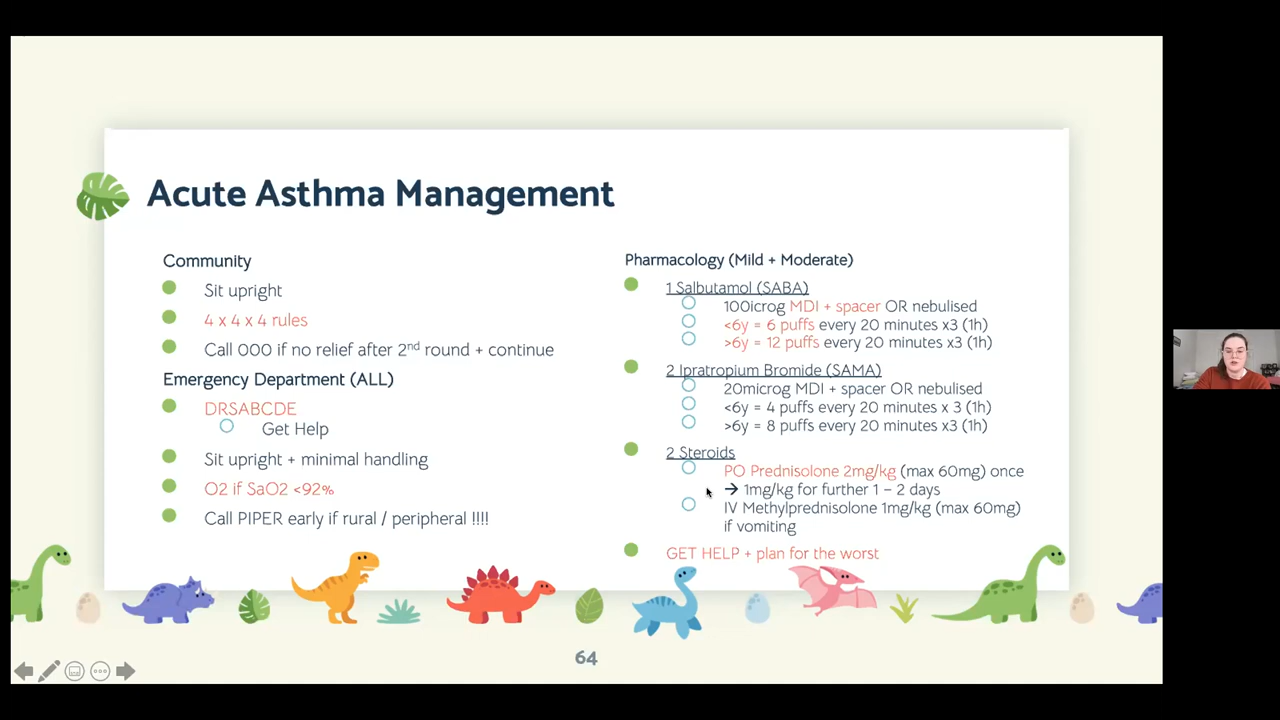 Acute Asthma Management
Community
Sit upright
4 x 4 x 4 rules
Call 000 if no relief after 2nd round + continue
Emergency Department (ALL)
DRSABCDE
Get Help
Sit upright + minimal handling
O2 if SaO2 <92%
Call PIPER early if rural / peripheral !!!!
Pharmacology (Mild + Moderate)
1 Salbutamol (SABA)
100icrog MDI + spacer OR nebulised
<6y = 6 puffs every 20 minutes x3 (1h)
>6y = 12 puffs every 20 minutes x3 (1h)
2 Ipratropium Bromide (SAMA)
20microg MDI + spacer OR nebulised
<6y = 4 puffs every 20 minutes x 3 (1h)
>6y = 8 puffs every 20 minutes x 3 (1h)
2 Steroids
PO Prednisolone 2mg/kg (max 60mg) once
→ 1mg/kg for further 1 – 2 days
IV Methylprednisolone 1mg/kg (max 60mg)
if vomiting
GET HELP + plan for the worst
64